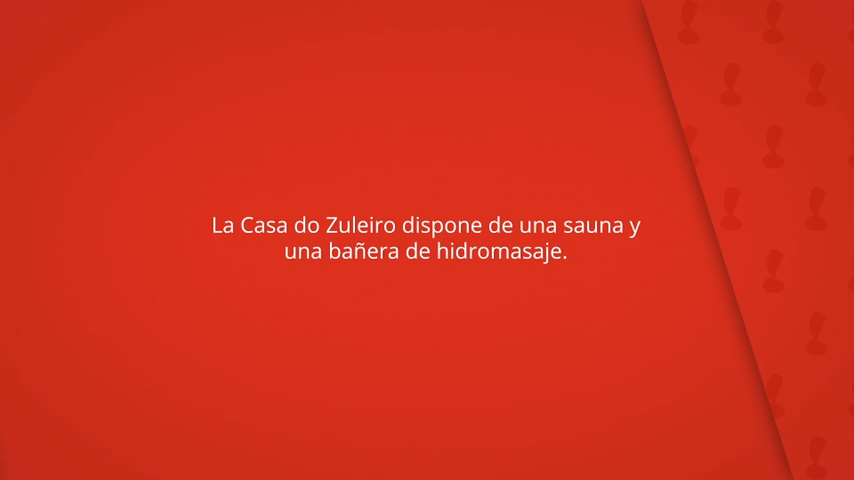 La Casa do Zuleiro dispone de una sauna y
una bañera de hidromasaje.